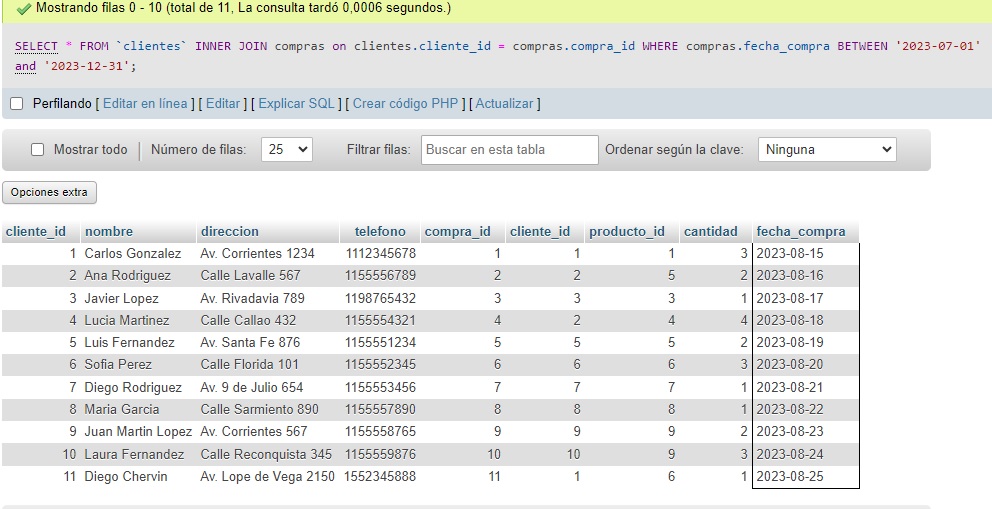 Mostrando filas 0 - 10 (total de 11, La consulta tardó 0,0006 segundos.)
SELECT * FROM `clientes` INNER JOIN compras on clientes.cliente_id = compras.compra_id WHERE compras.fecha_compra BETWEEN '2023-07-01'
and '2023-12-31';
Perfilando [ Editar en línea ] [ Editar ] [ Explicar SQL ] [ Crear código PHP ] [ Actualizar ]
Mostrar todo | Número de filas: 25 Filtrar filas: Buscar en esta tabla Ordenar según la clave: Ninguna
Opciones extra
cliente_id nombre direccion telefono compra_id cliente_id producto_id cantidad fecha_compra
1 Carlos Gonzalez Av. Corrientes 1234 1112345678 1 1 1 3 2023-08-15
2 Ana Rodriguez Calle Lavalle 567 1155556789 2 2 5 2 2023-08-16
3 Javier Lopez Av. Rivadavia 789 1198765432 3 3 3 1 2023-08-17
4 Lucia Martinez Calle Callao 432 1155554321 4 2 4 4 2023-08-18
5 Luis Fernandez Av. Santa Fe 876 1155551234 5 5 5 2 2023-08-19
6 Sofia Perez Calle Florida 101 1155552345 6 6 6 3 2023-08-20
7 Diego Rodriguez Av. 9 de Julio 654 1155553456 7 7 7 1 2023-08-21
8 Maria Garcia Calle Sarmiento 890 1155557890 8 8 8 1 2023-08-22
9 Juan Martin Lopez Av. Corrientes 567 1155558765 9 9 9 2 2023-08-23
10 Laura Fernandez Calle Reconquista 345 1155559876 10 10 9 3 2023-08-24
11 Diego Chervin Av. Lope de Vega 2150 1552345888 11 1 6 1 2023-08-25